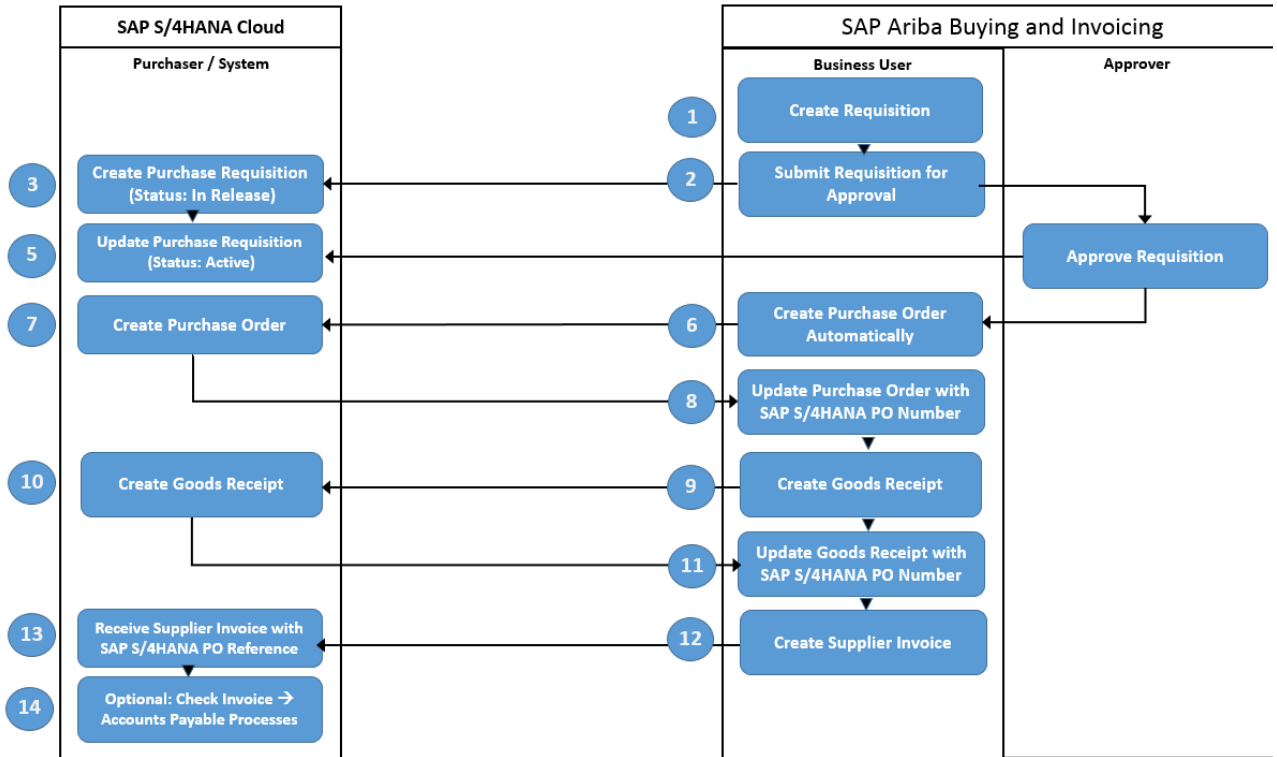 SAP S/4HANA Cloud
SAP Ariba Buying and Invoicing
Purchaser / System
Business User
Approver
1
Create Requisition
3
Create Purchase Requisition
(Status: In Release)
2
Submit Requisition for
Approval
5
Update Purchase Requisition
(Status: Active)
Approve Requisition
7
Create Purchase Order
6
Create Purchase Order
Automatically
8
Update Purchase Order with
SAP S/4HANA PO Number
10
Create Goods Receipt
9
Create Goods Receipt
11
Update Goods Receipt with
SAP S/4HANA PO Number
13
Receive Supplier Invoice with
SAP S/4HANA PO Reference
12
Create Supplier Invoice
14
Optional: Check Invoice →
Accounts Payable Processes